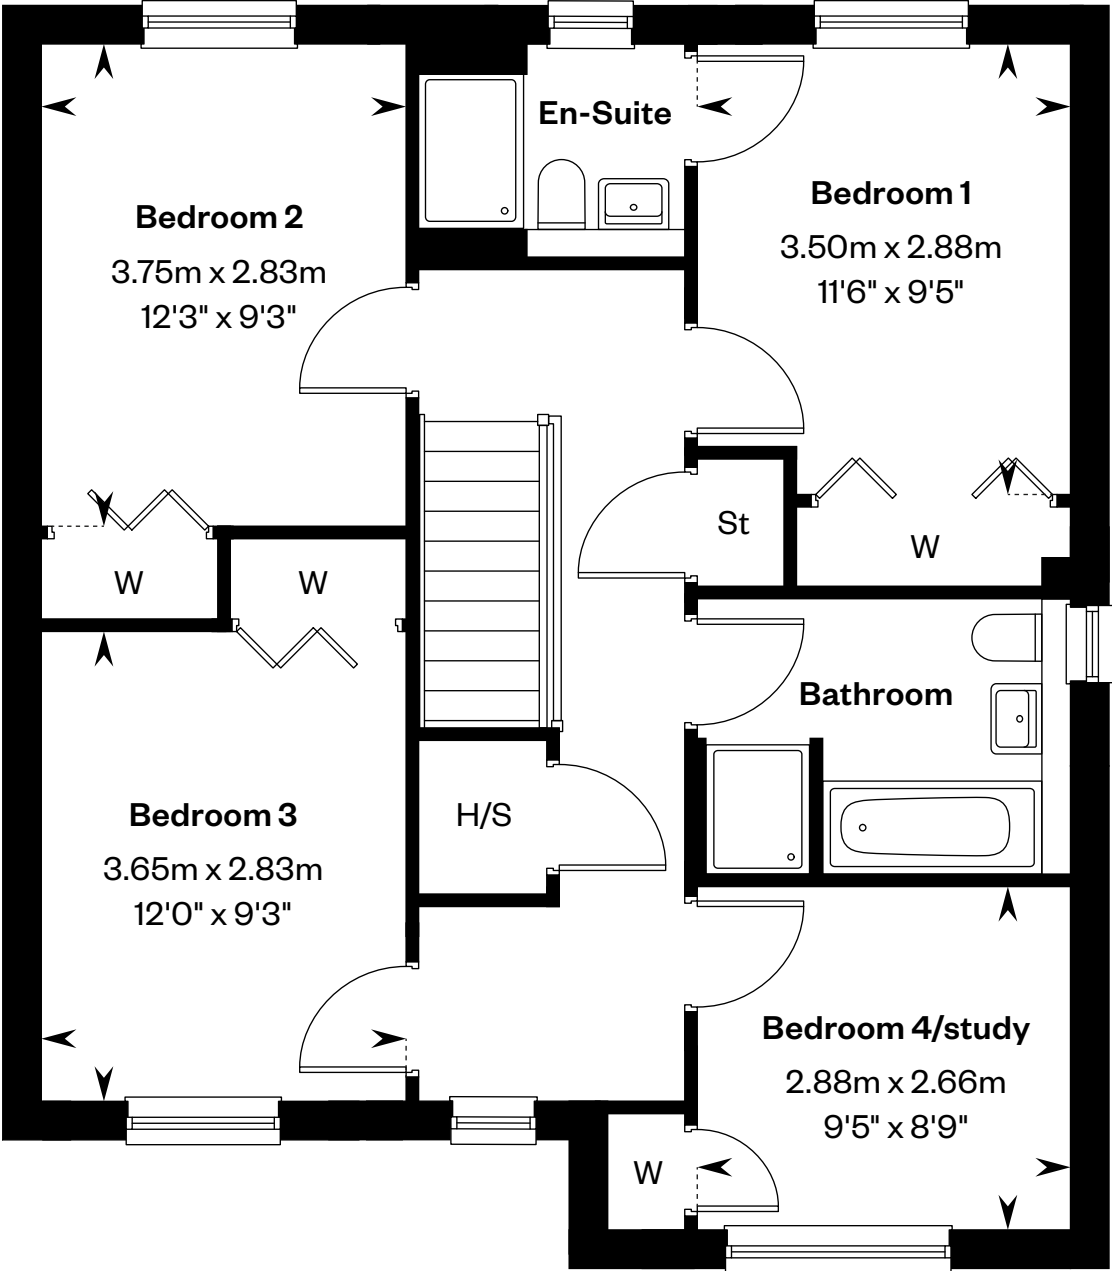 En-Suite
Bedroom 1
3.50m x 2.88m
11'6" x 9'5"
Bedroom 2
3.75m x 2.83m
12'3" x 9'3"
St
W
W
W
Bathroom
Bedroom 3
3.65m x 2.83m
12'0" x 9'3"
H/S
Bedroom 4/study
2.88m x 2.66m
9'5" x 8'9"
W